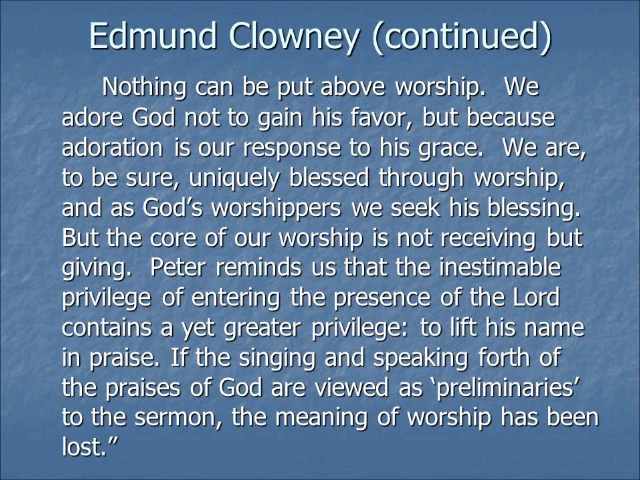 Edmund Clowney (continued)
Nothing can be put above worship.  We
adore God not to gain his favor, but because
adoration is our response to his grace.  We are,
to be sure, uniquely blessed through worship,
and as God’s worshippers we seek his blessing.
But the core of our worship is not receiving but
giving.  Peter reminds us that the inestimable
privilege of entering the presence of the Lord
contains a yet greater privilege:  to lift his name
in praise. If the singing and speaking forth of
the praises of God are viewed as ‘preliminaries’
to the sermon, the meaning of worship has been
lost.”